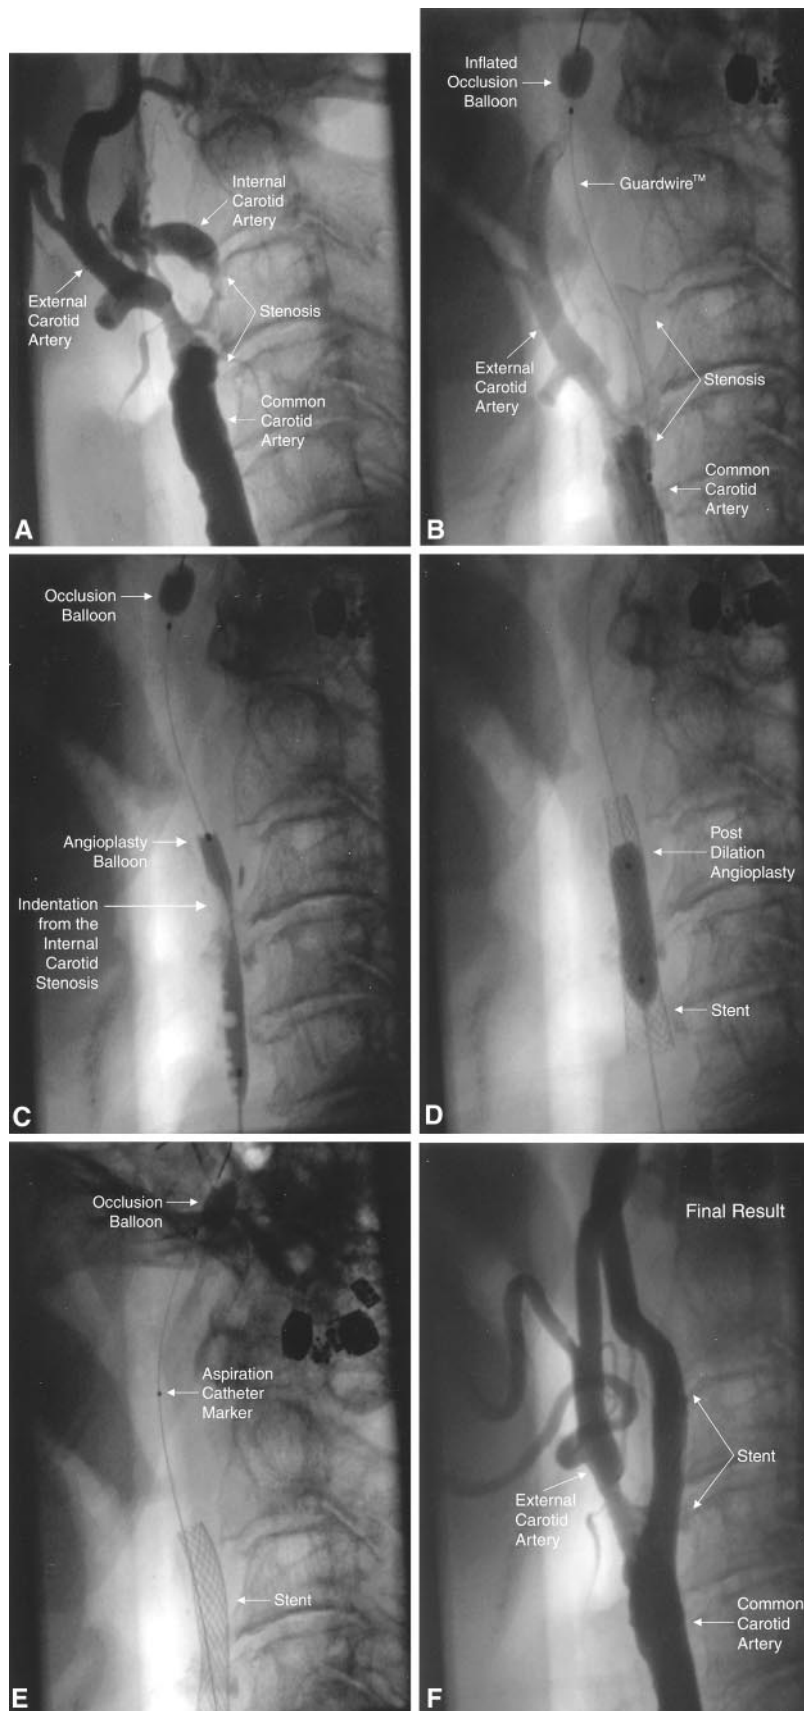 Internal
Carotid
Artery
External
Carotid
Artery
Stenosis
Common
Carotid
Artery
A
Inflated
Occlusion
Balloon
Guardwire™
External
Carotid
Artery
Stenosis
Common
Carotid
Artery
B
Occlusion
Balloon
Angioplasty
Balloon
Indentation
from the
Internal
Carotid
Stenosis
C
Post
Dilation
Angioplasty
Stent
D
Occlusion
Balloon
Aspiration
Catheter
Marker
Stent
E
Final Result
Stent
External
Carotid
Artery
Common
Carotid
Artery
F